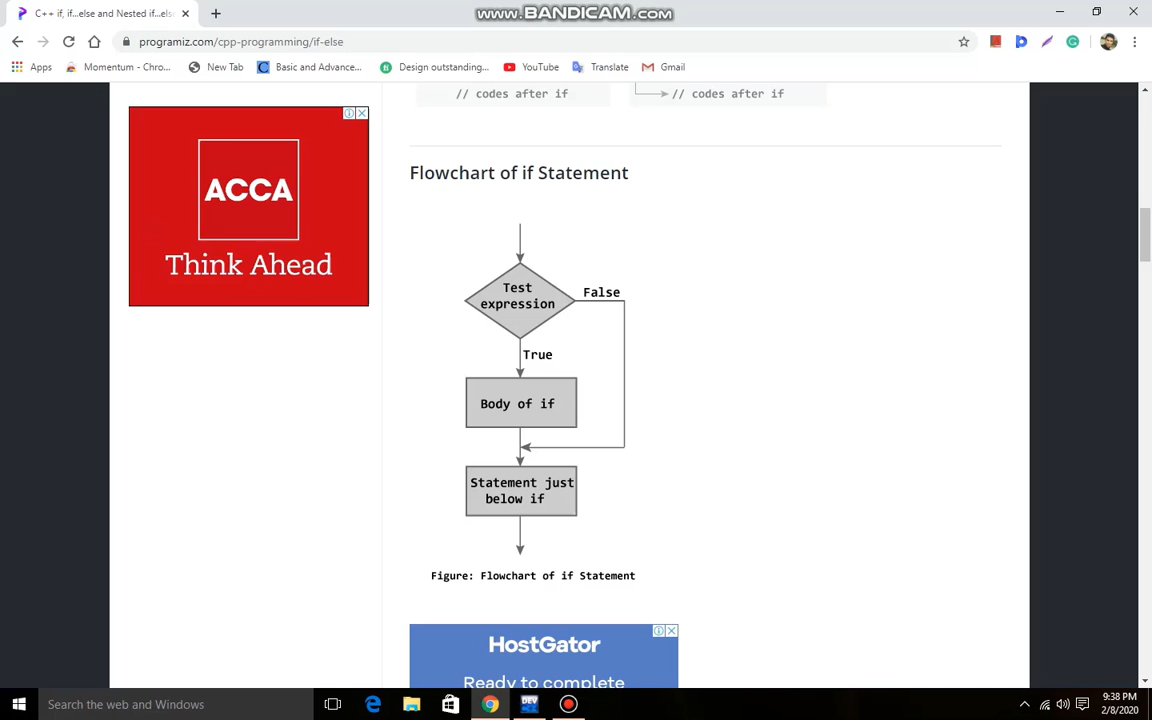 C++ if, if...else and Nested if...else
www.BANDICAM.com
programiz.com/cpp-programming/if-else
Apps
Momentum - Chro...
New Tab
Basic and Advance...
Design outstanding...
YouTube
Translate
Gmail
// codes after if
// codes after if
ACCA
Think Ahead
Flowchart of if Statement
Test
expression
False
True
Body of if
Statement just
below if
Figure: Flowchart of if Statement
HostGator
Ready to complete
Search the web and Windows
DEV
9:38 PM
2/8/2020